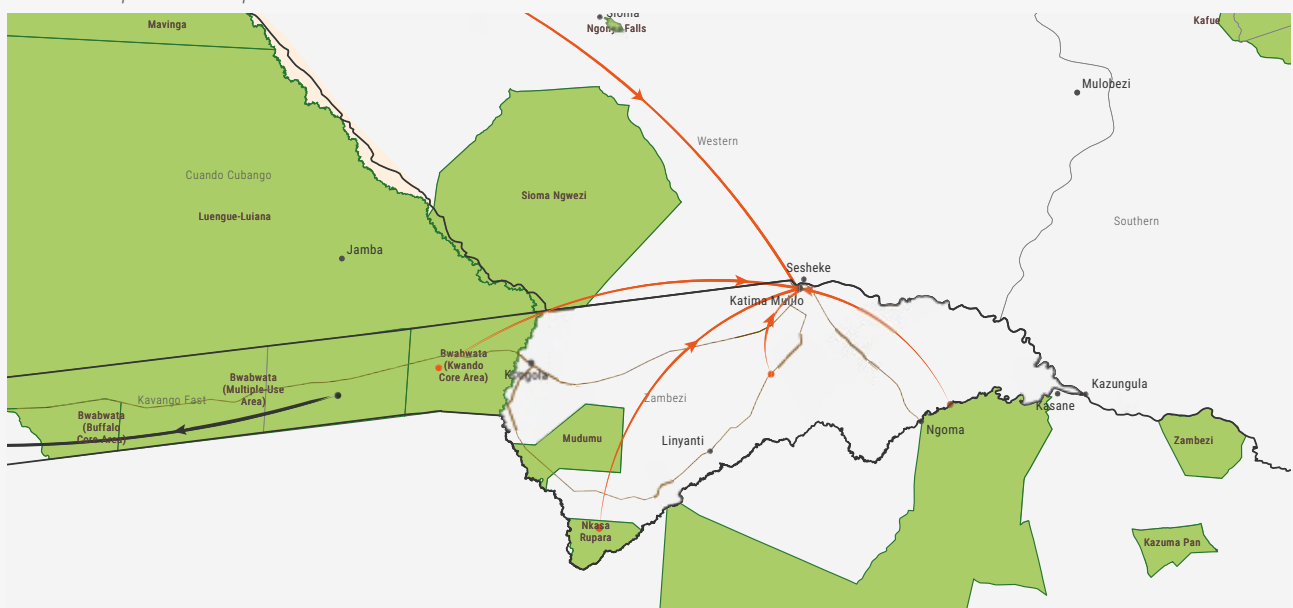 Mavinga
Sioma
Ngonye Falls
Kafue
Mulobezi
Western
Cuando Cubango
Sioma Ngwezi
Luengue-Luiana
Southern
Jamba
Sesheke
Katima Mulilo
Bwabwata
(Kwando
Core Area)
Kongola
Bwabwata
(Multiple-Use
Area)
Kavango East
Zambezi
Kazungula
Kasane
Bwabwata
(Buffalo
Core Area)
Mudumu
Linyanti
Ngoma
Zambezi
Nkasa
Rupara
Kazuma Pan